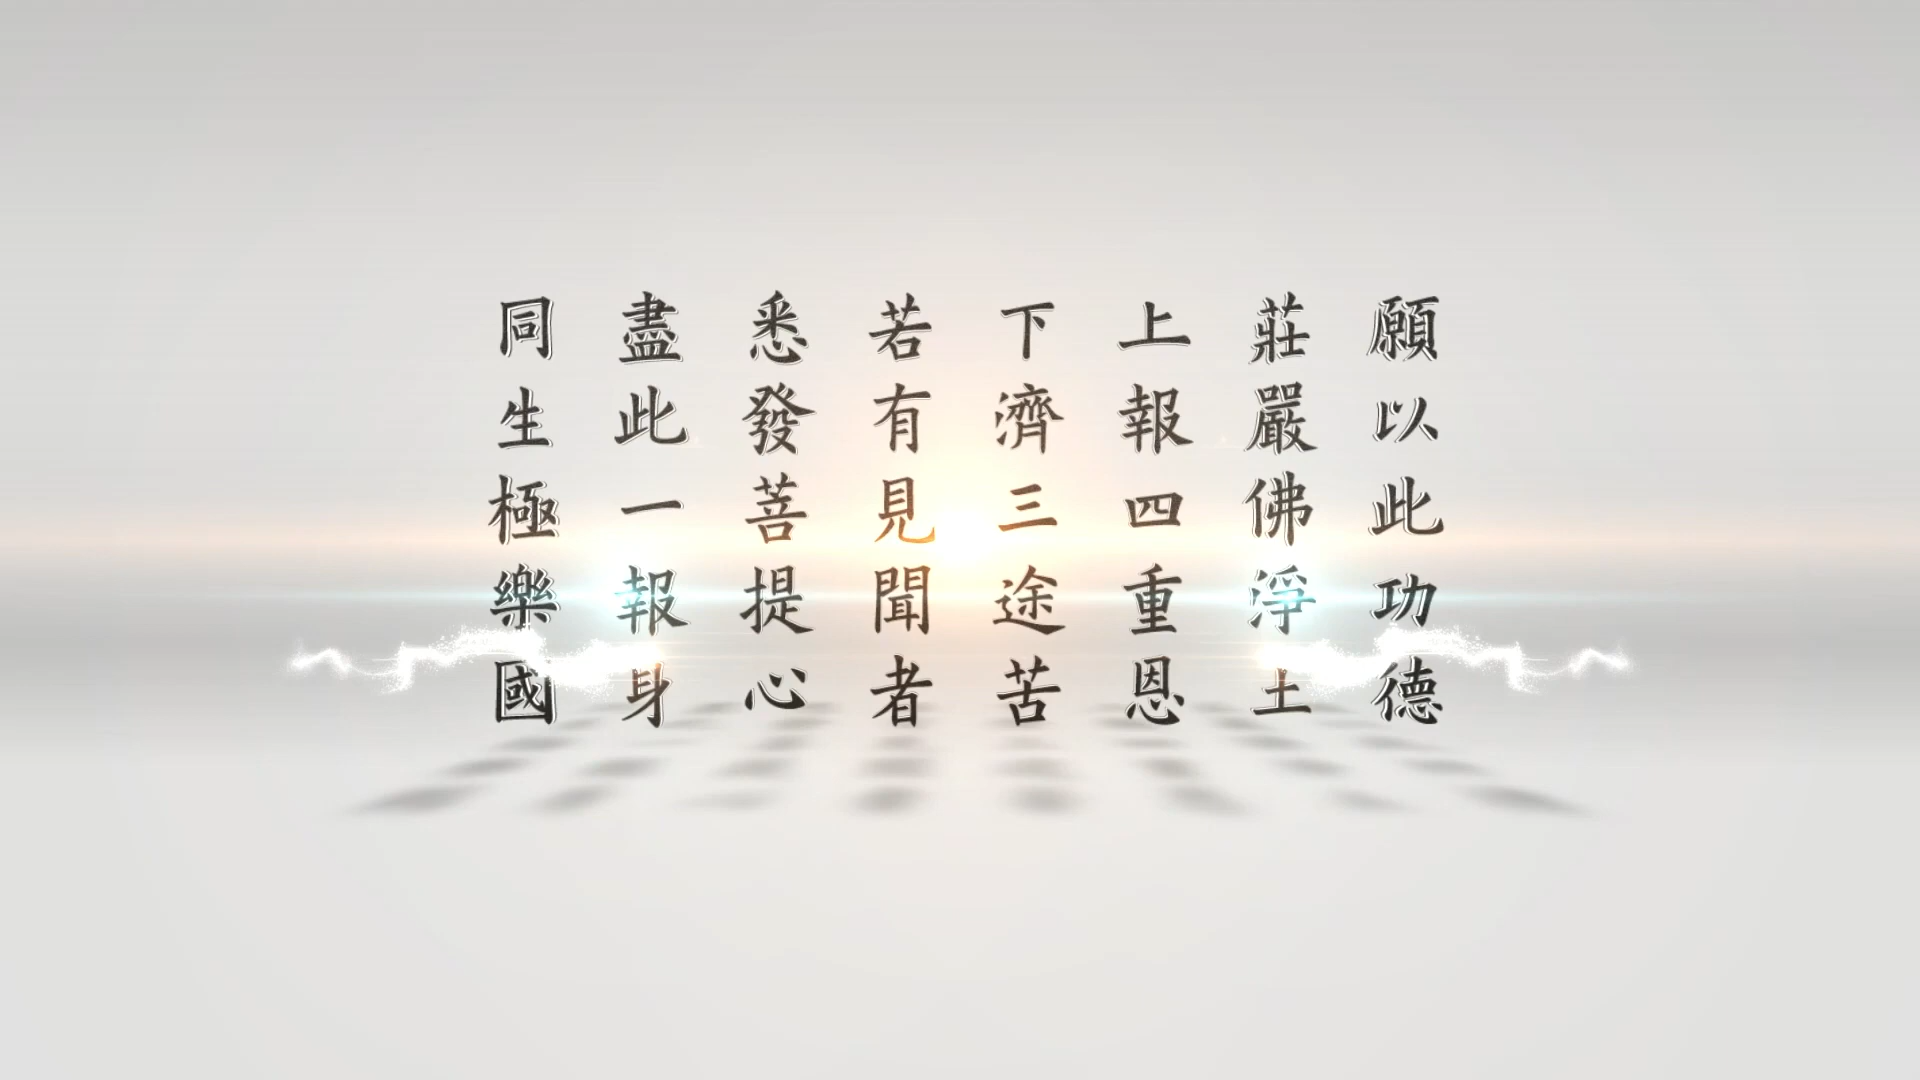 願以此功德
莊嚴佛淨土
上報四重恩
下濟三途苦
若有見聞者
悉發菩提心
盡此一報身
同生極樂國